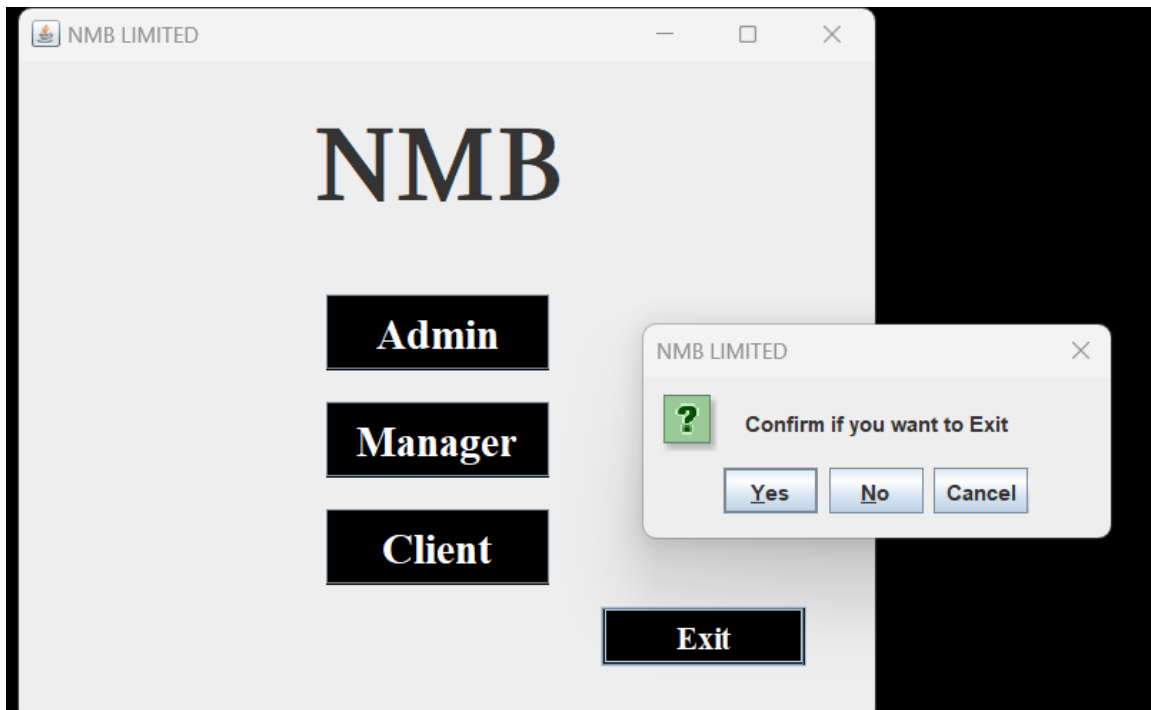 NMB LIMITED
NMB
Admin
Manager
Client
Exit
NMB LIMITED
?
Confirm if you want to Exit
Yes No Cancel